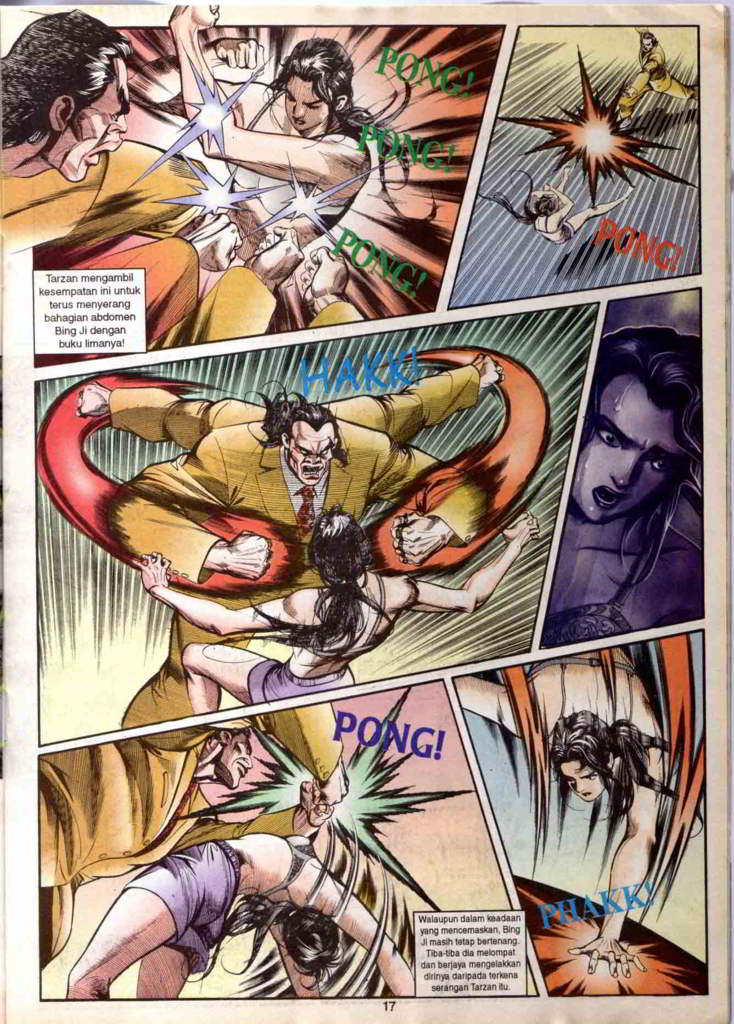 PONG!
PONG!
PONG!
Tarzan mengambil
kesempatan ini untuk
terus menyerang
bahagian abdomen
Bing Ji dengan
buku limanya!
PONG!
HAKK!
PONG!
Walaupun dalam keadaan
yang mencemaskan, Bing
Ji masih tetap bertenang.
Tiba-tiba dia melompat
dan berjaya mengelakkan
dirinya daripada terkena
serangan Tarzan itu.
PHAKK!
17